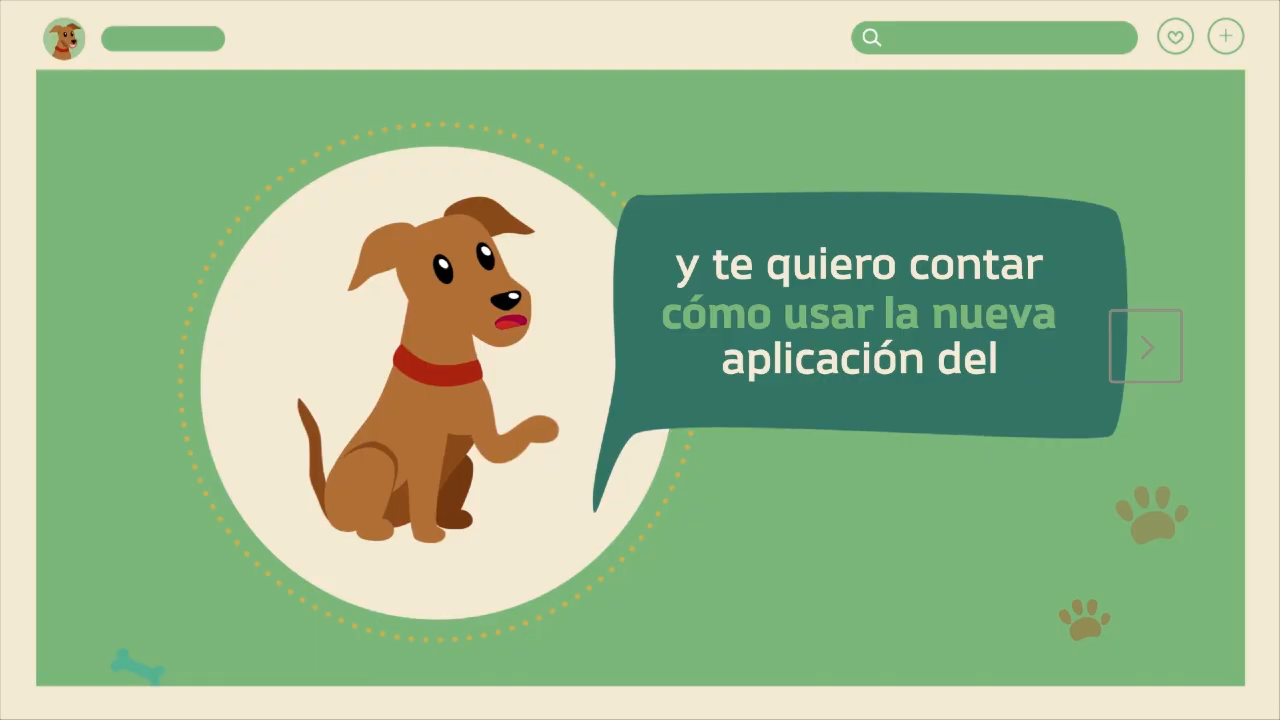 y te quiero contar
cómo usar la nueva
aplicación del